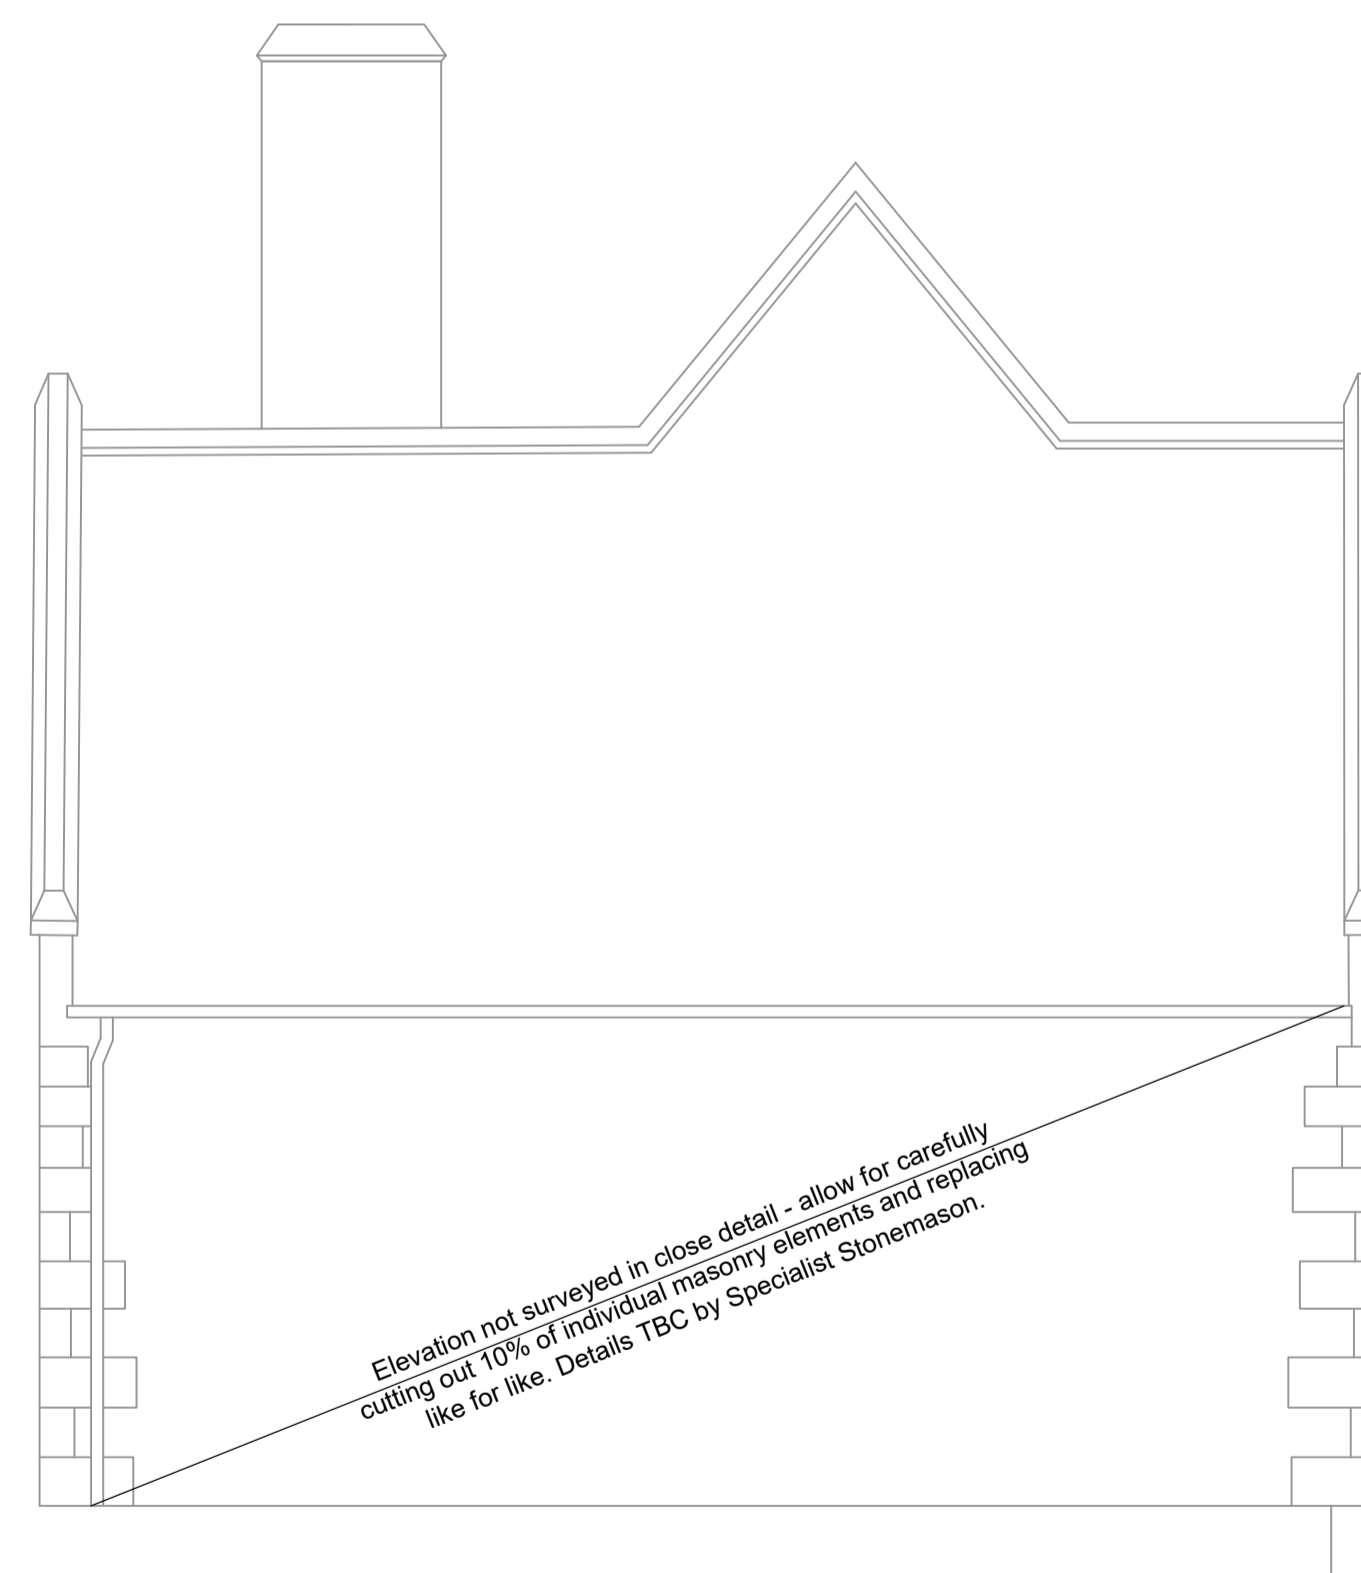 Elevation not surveyed in close detail - allow for carefully
cutting out 10% of individual masonry elements and replacing
like for like. Details TBC by Specialist Stonemason.